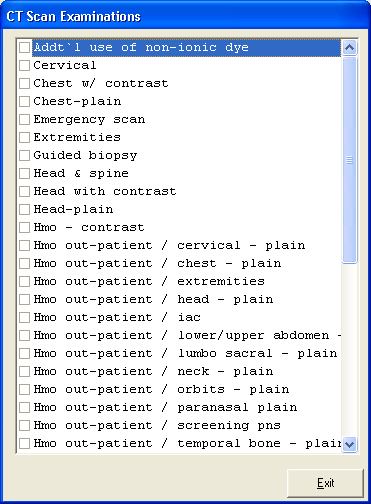 CT Scan Examinations
Addt`l use of non-ionic dye
Cervical
Chest w/ contrast
Chest-plain
Emergency scan
Extremities
Guided biopsy
Head & spine
Head with contrast
Head-plain
Hmo - contrast
Hmo out-patient / cervical - plain
Hmo out-patient / chest - plain
Hmo out-patient / extremities
Hmo out-patient / head - plain
Hmo out-patient / iac
Hmo out-patient / lower/upper abdomen -
Hmo out-patient / lumbo sacral - plain
Hmo out-patient / neck - plain
Hmo out-patient / orbits - plain
Hmo out-patient / paranasal plain
Hmo out-patient / screening pns
Hmo out-patient / temporal bone - plain
Exit